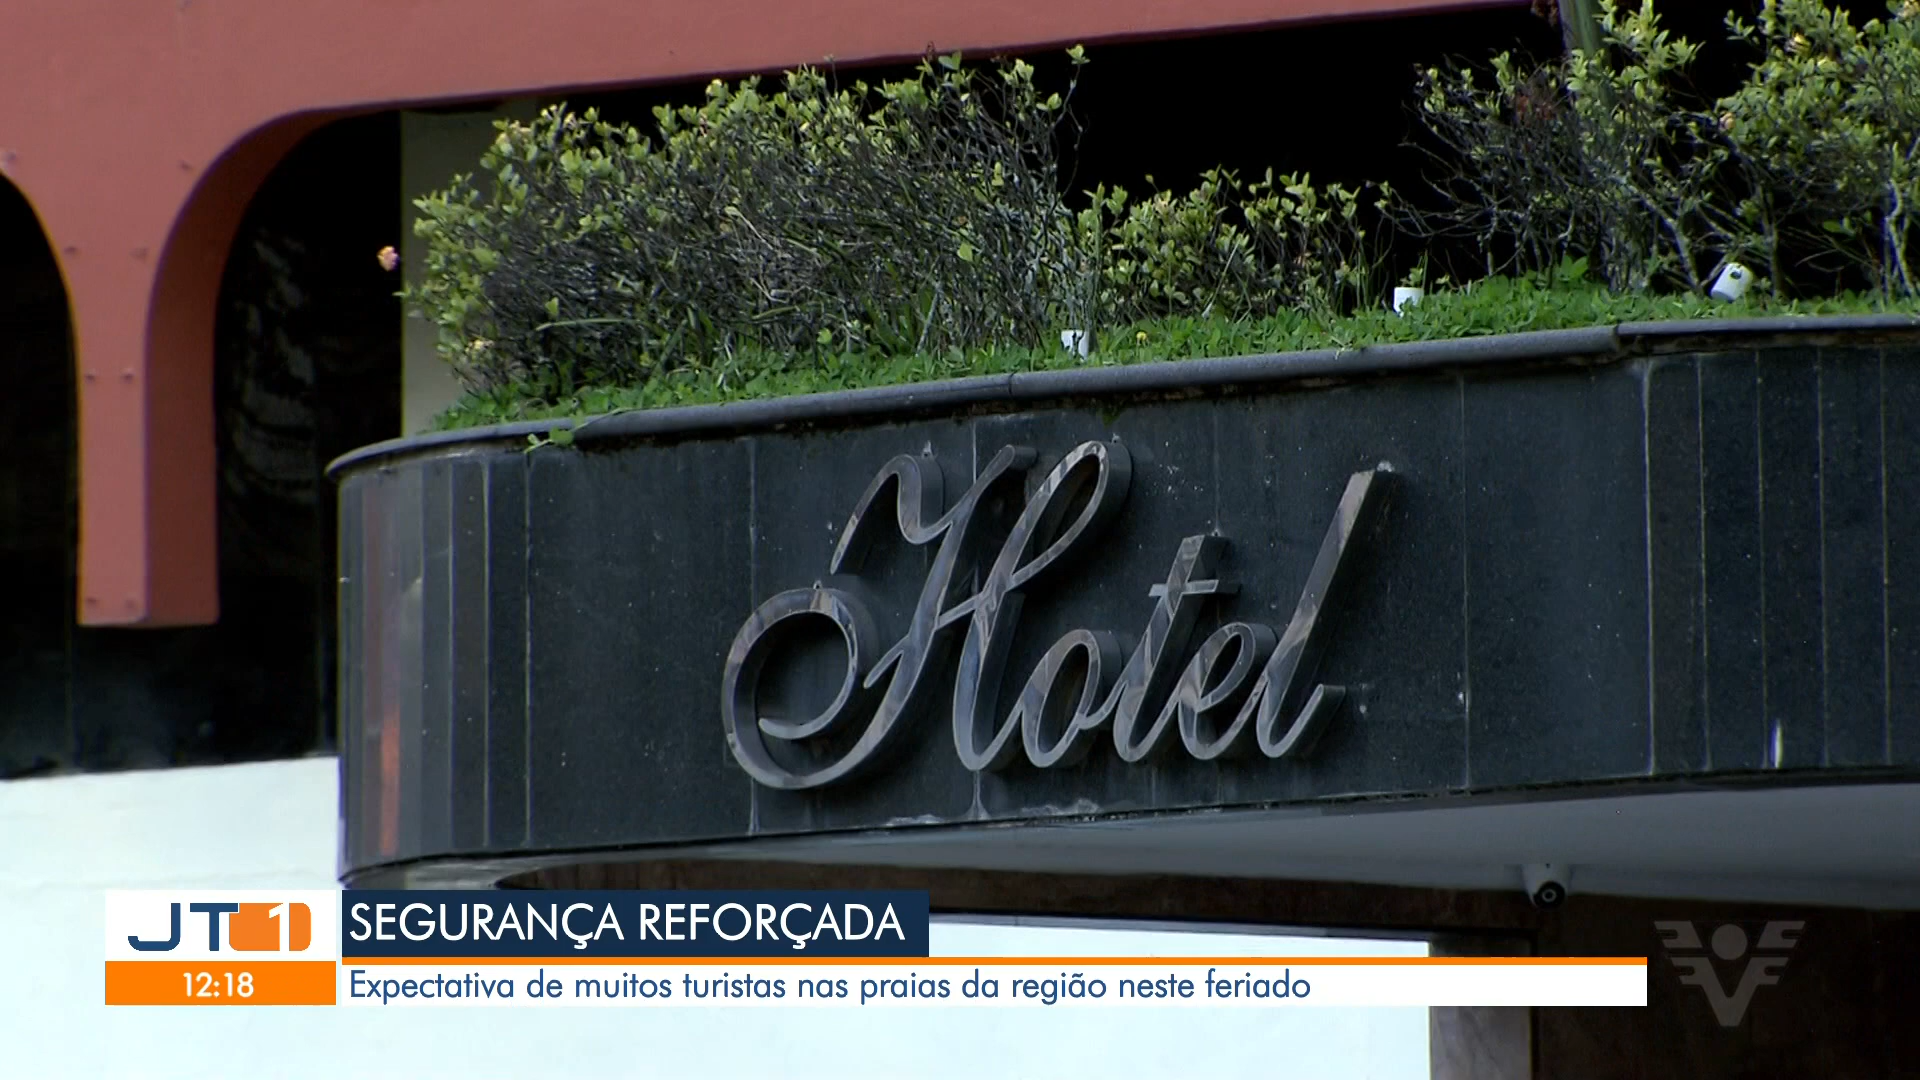 Hotel
JT1
SEGURANÇA REFORÇADA
12:18
Expectativa de muitos turistas nas praias da região neste feriado